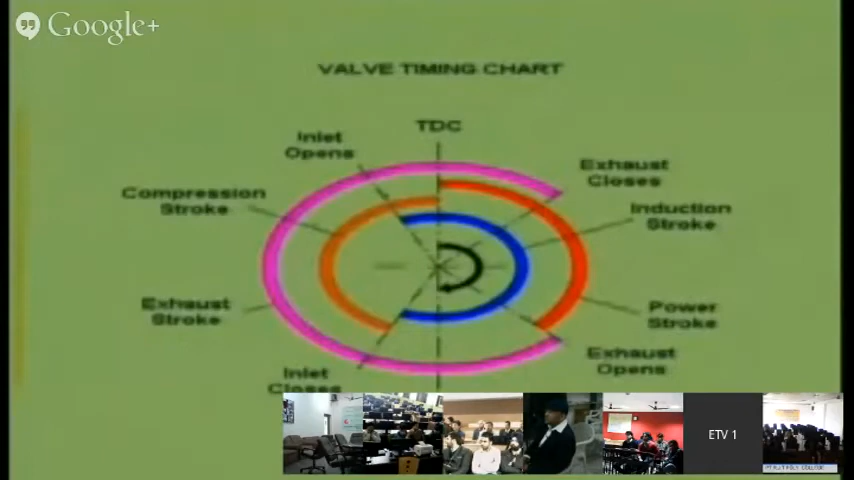 Google+
VALVE TIMING CHART
TDC
Inlet
Opens
Exhaust
Closes
Compression
Stroke
Induction
Stroke
Exhaust
Stroke
Power
Stroke
Exhaust
Opens
Inlet
Closes
ETV 1